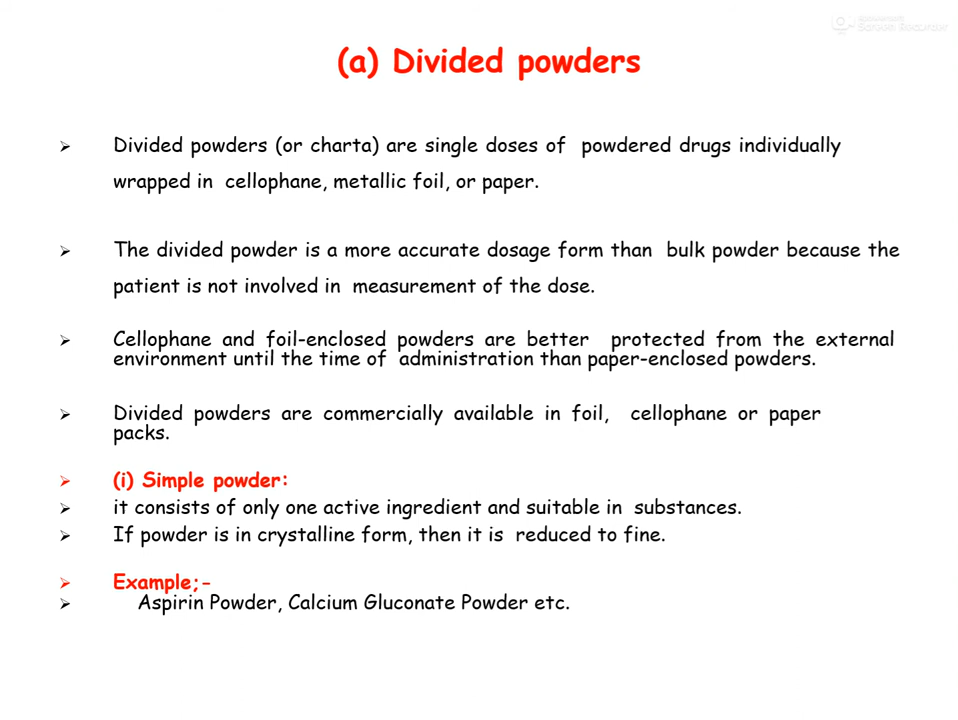 Screen Recorder
(a) Divided powders
➢ Divided powders (or charta) are single doses of powdered drugs individually
wrapped in cellophane, metallic foil, or paper.
➢ The divided powder is a more accurate dosage form than bulk powder because the
patient is not involved in measurement of the dose.
➢ Cellophane and foil-enclosed powders are better protected from the external
environment until the time of administration than paper-enclosed powders.
➢ Divided powders are commercially available in foil, cellophane or paper
packs.
➢ (i) Simple powder:
➢ it consists of only one active ingredient and suitable in substances.
➢ If powder is in crystalline form, then it is reduced to fine.
➢ Example;-
➢ Aspirin Powder, Calcium Gluconate Powder etc.